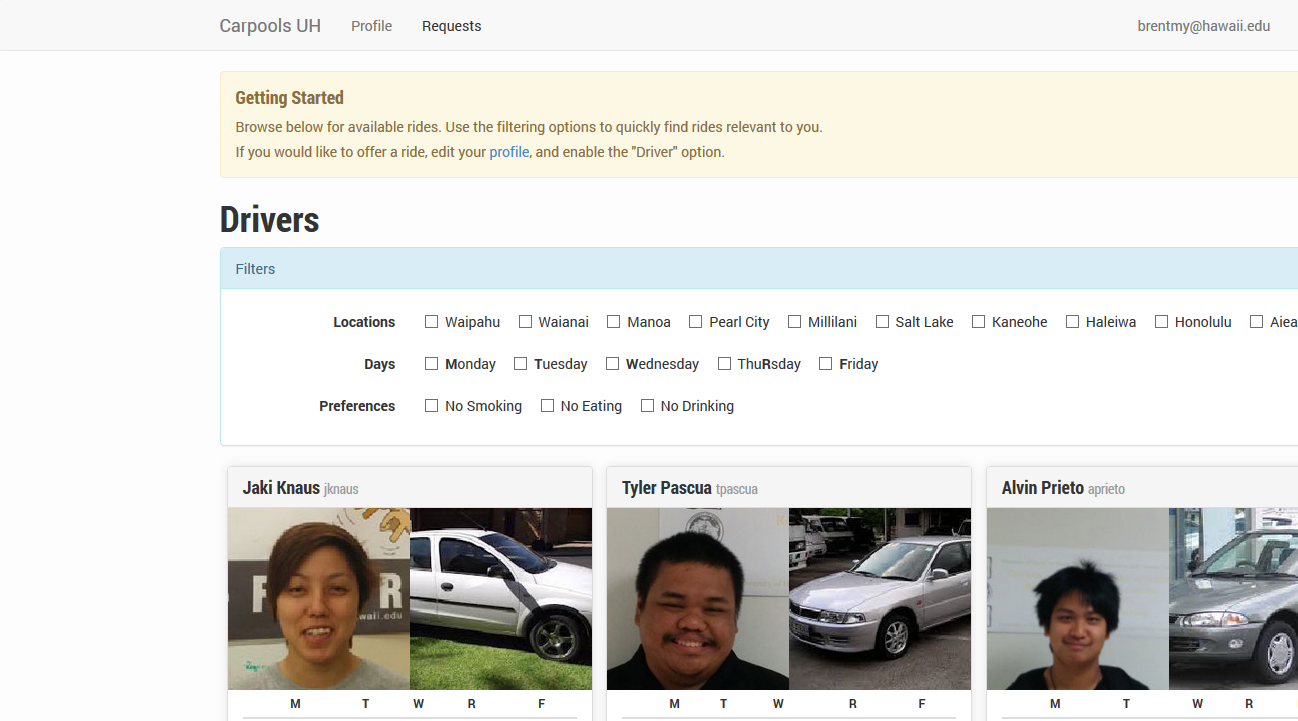 Carpools UH Profile Requests brentmy@hawaii.edu
Getting Started
Browse below for available rides. Use the filtering options to quickly find rides relevant to you.
If you would like to offer a ride, edit your profile, and enable the "Driver" option.
Drivers
Filters
Locations Waipahu Waianai Manoa Pearl City Millilani Salt Lake Kaneohe Haleiwa Honolulu Aiea
Days Monday Tuesday Wednesday ThuRsday Friday
Preferences No Smoking No Eating No Drinking
Jaki Knaus jknaus Tyler Pascua tpascua Alvin Prieto aprieto
waii.edu
M T W R F M T W R F M T W R